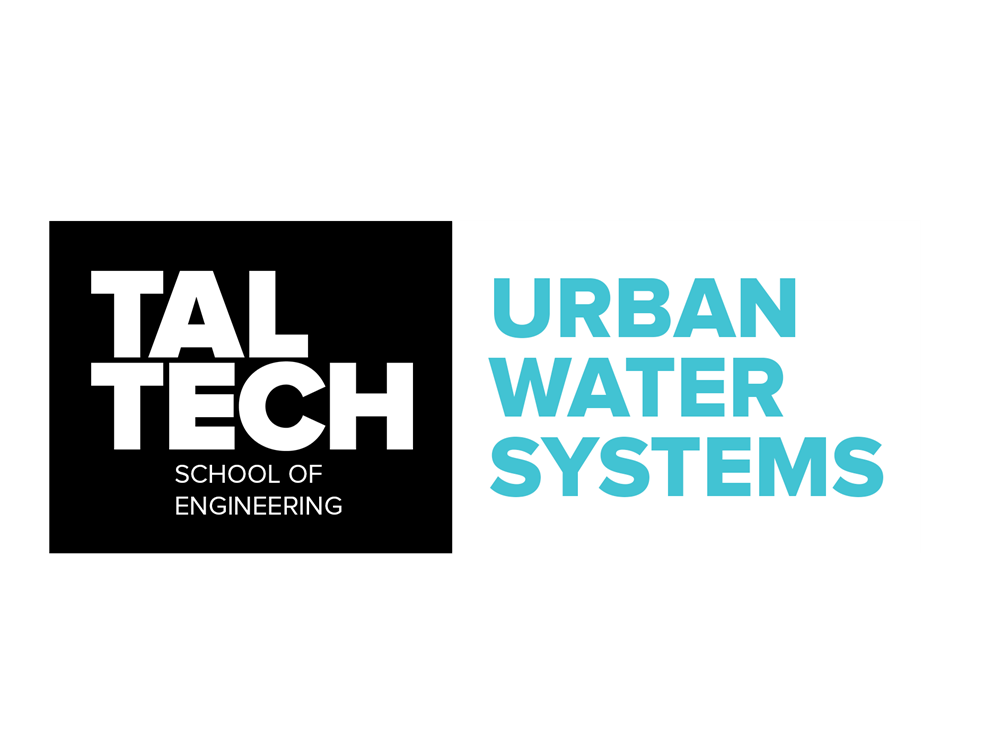 TAL
TECH
SCHOOL OF
ENGINEERING
URBAN
WATER
SYSTEMS